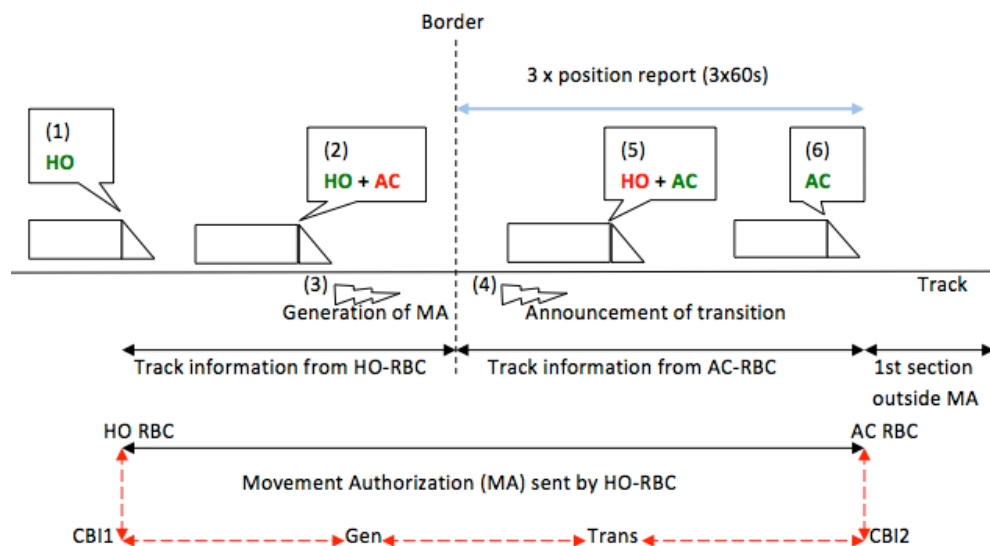 Border
3 x position report (3x60s)
(1)
HO
(2)
HO + AC
(5)
HO + AC
(6)
AC
(3)
Generation of MA
(4)
Announcement of transition
Track
Track information from HO-RBC
Track information from AC-RBC
1st section
outside MA
HO RBC
AC RBC
Movement Authorization (MA) sent by HO-RBC
CBI1
Gen
Trans
CBI2